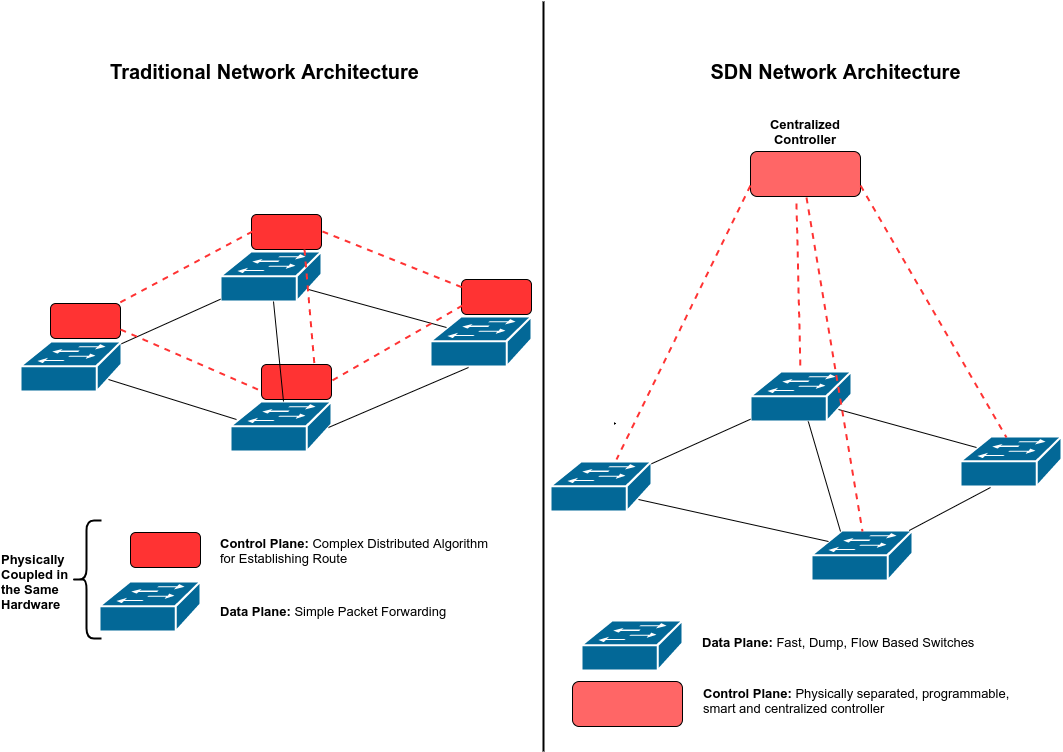 Traditional Network Architecture
Physically
Coupled in
the Same
Hardware
Control Plane: Complex Distributed Algorithm
for Establishing Route
Data Plane: Simple Packet Forwarding
SDN Network Architecture
Centralized
Controller
Data Plane: Fast, Dump, Flow Based Switches
Control Plane: Physically separated, programmable,
smart and centralized controller